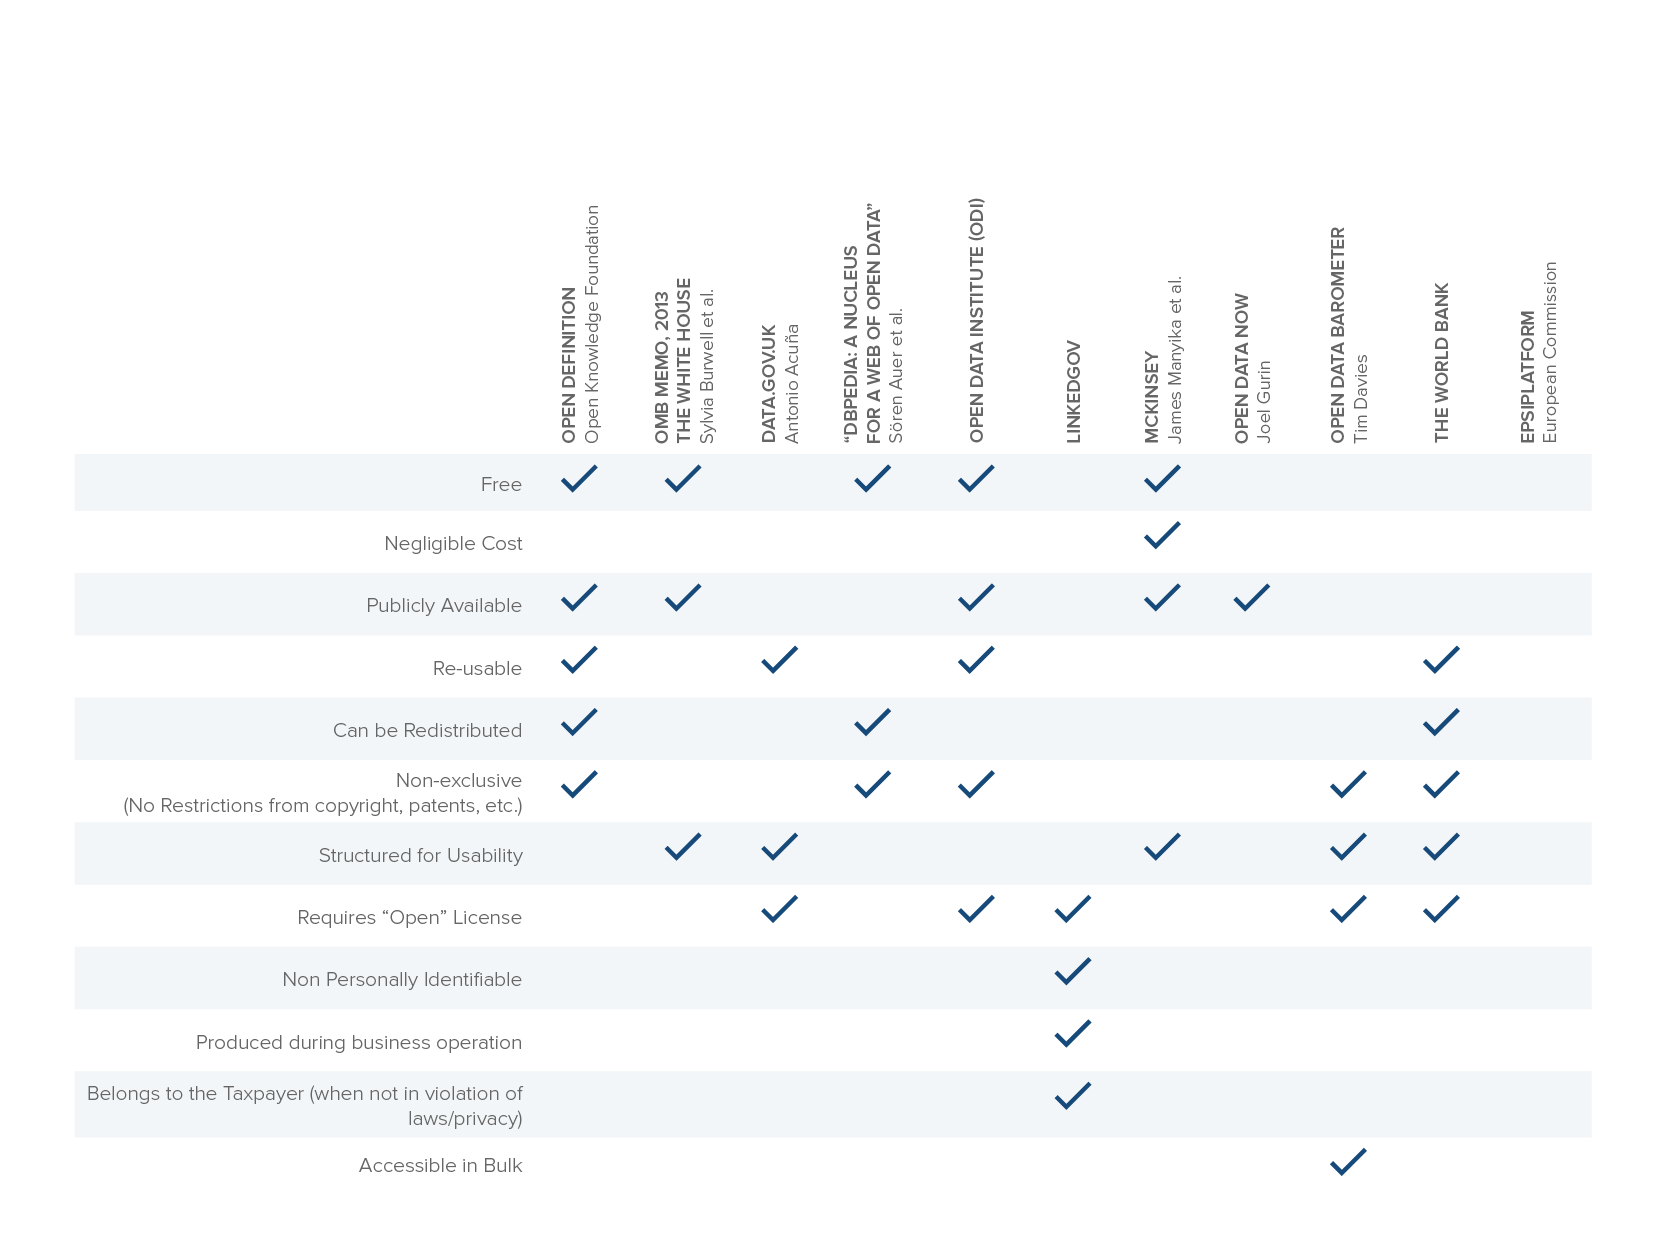 OPEN DEFINITION
Open Knowledge Foundation
OMB MEMO, 2013
THE WHITE HOUSE
Sylvia Burwell et al.
DATA.GOV.UK
Antonio Acuña
“DBPEDIA: A NUCLEUS
FOR A WEB OF OPEN DATA”
Sören Auer et al.
OPEN DATA INSTITUTE (ODI)
LINKEDGOV
MCKINSEY
James Manyika et al.
OPEN DATA NOW
Joel Gurin
OPEN DATA BAROMETER
Tim Davies
THE WORLD BANK
EPSIPLATFORM
European Commission
Free
Negligible Cost
Publicly Available
Re-usable
Can be Redistributed
Non-exclusive
(No Restrictions from copyright, patents, etc.)
Structured for Usability
Requires “Open” License
Non Personally Identifiable
Produced during business operation
Belongs to the Taxpayer (when not in violation of
laws/privacy)
Accessible in Bulk